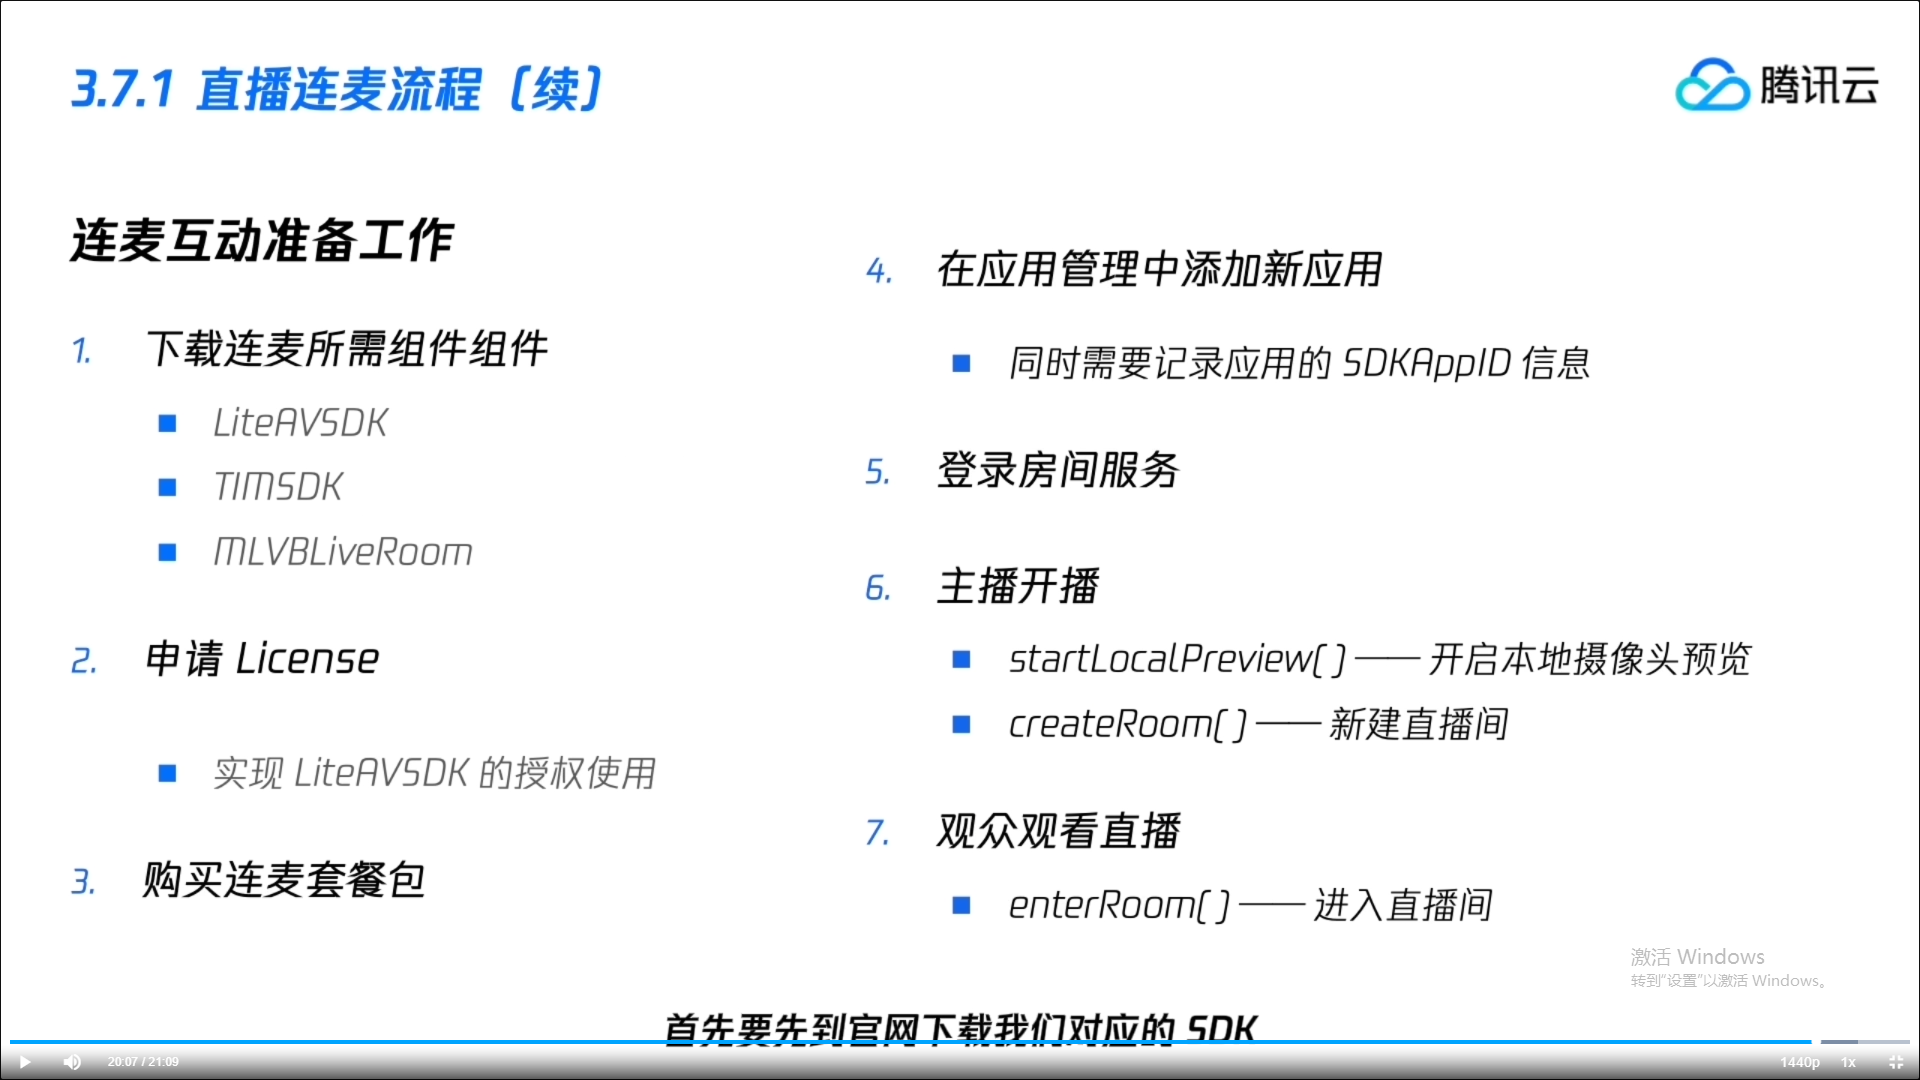 3.7.1 直播连麦流程（续）
腾讯云
连麦互动准备工作
1. 下载连麦所需组件组件
LiteAVSDK
TIMSDK
MLVBLiveRoom
2. 申请 License
实现 LiteAVSDK 的授权使用
3. 购买连麦套餐包
4. 在应用管理中添加新应用
同时需要记录应用的 SDKAppID 信息
5. 登录房间服务
6. 主播开播
startLocalPreview( ) —— 开启本地摄像头预览
createRoom( ) —— 新建直播间
7. 观众观看直播
enterRoom( ) —— 进入直播间
激活 Windows
转到“设置”以激活 Windows。
首先要先到官网下载我们对应的 SDK
20:07 / 21:09
1440p 1x